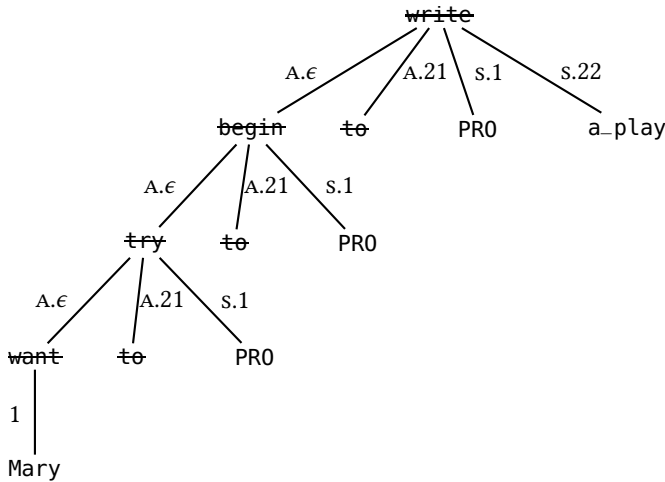 write
A.ϵ A.21 S.1 S.22
begin to PRO a_play
A.ϵ A.21 S.1
try to PRO
A.ϵ A.21 S.1
want to PRO
1
Mary